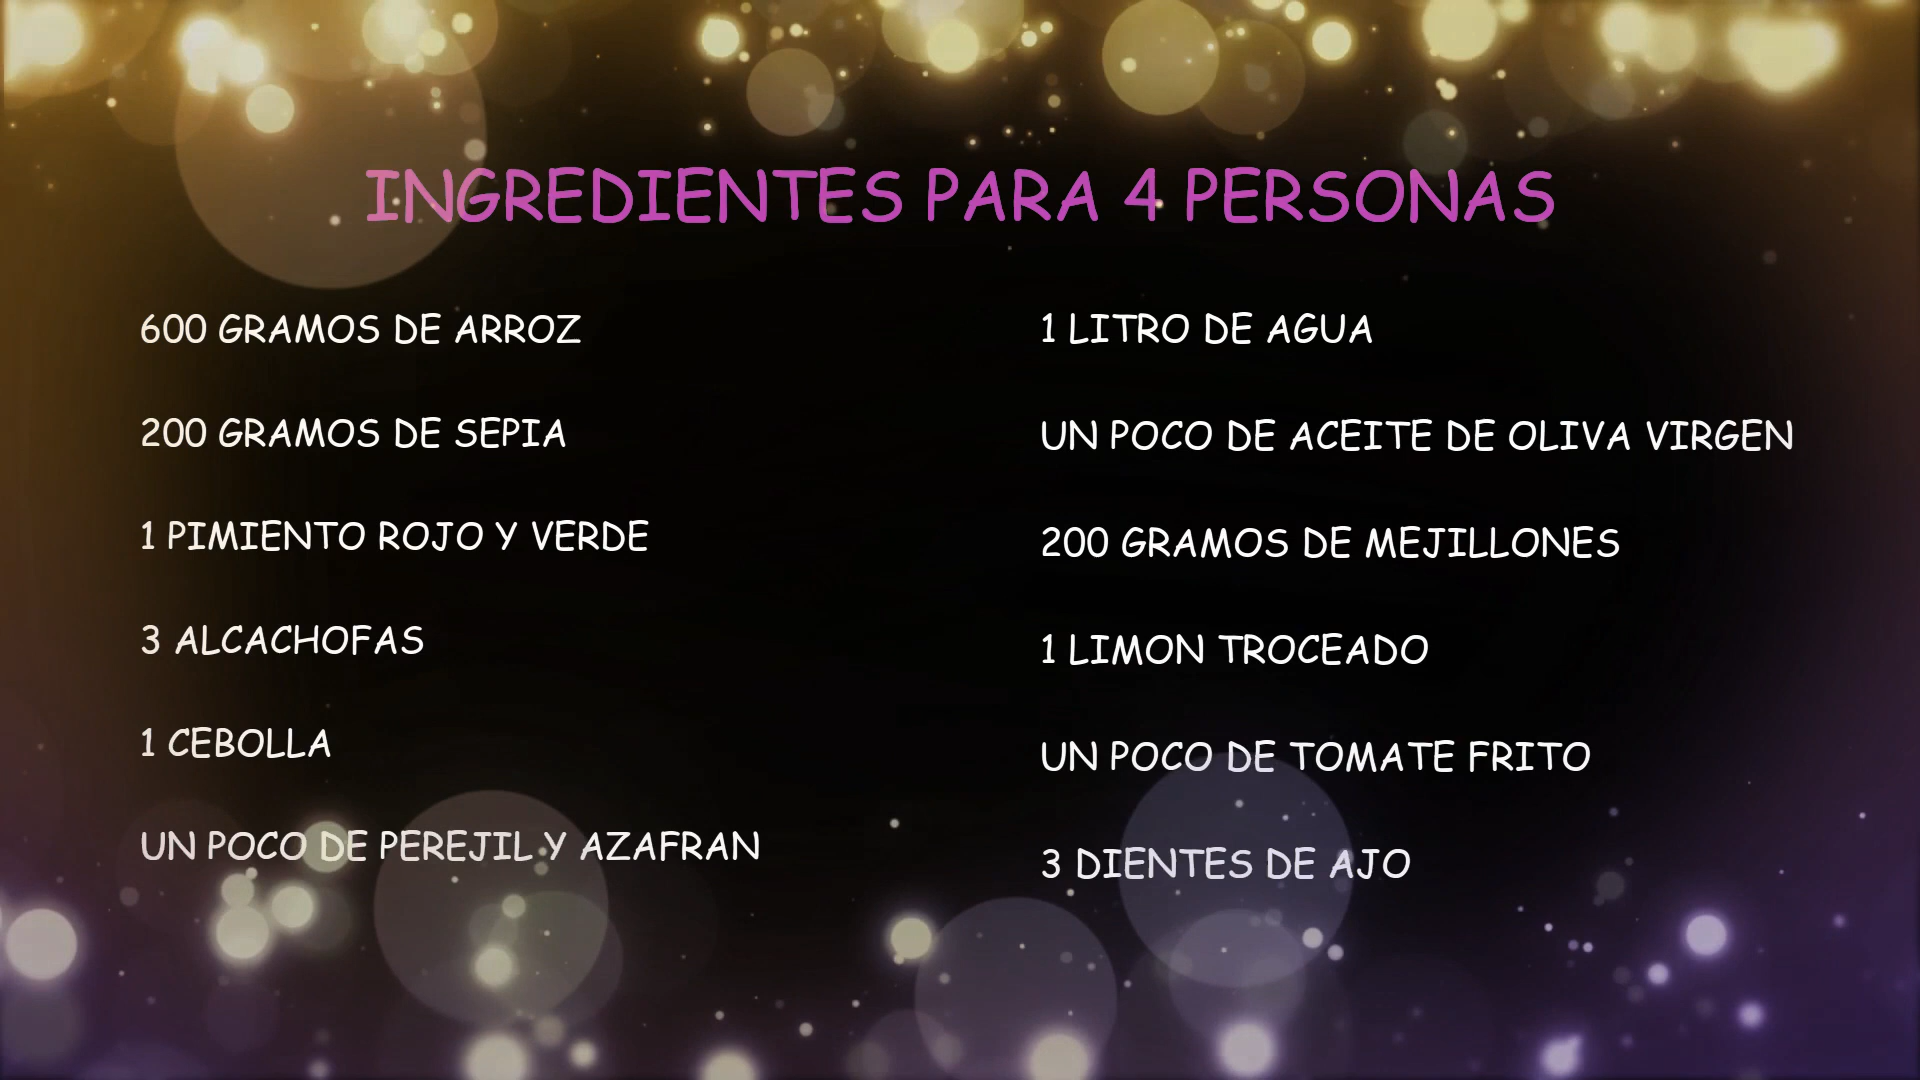 INGREDIENTES PARA 4 PERSONAS
600 GRAMOS DE ARROZ
200 GRAMOS DE SEPIA
1 PIMIENTO ROJO Y VERDE
3 ALCACHOFAS
1 CEBOLLA
UN POCO DE PEREJIL Y AZAFRAN
1 LITRO DE AGUA
UN POCO DE ACEITE DE OLIVA VIRGEN
200 GRAMOS DE MEJILLONES
1 LIMON TROCEADO
UN POCO DE TOMATE FRITO
3 DIENTES DE AJO